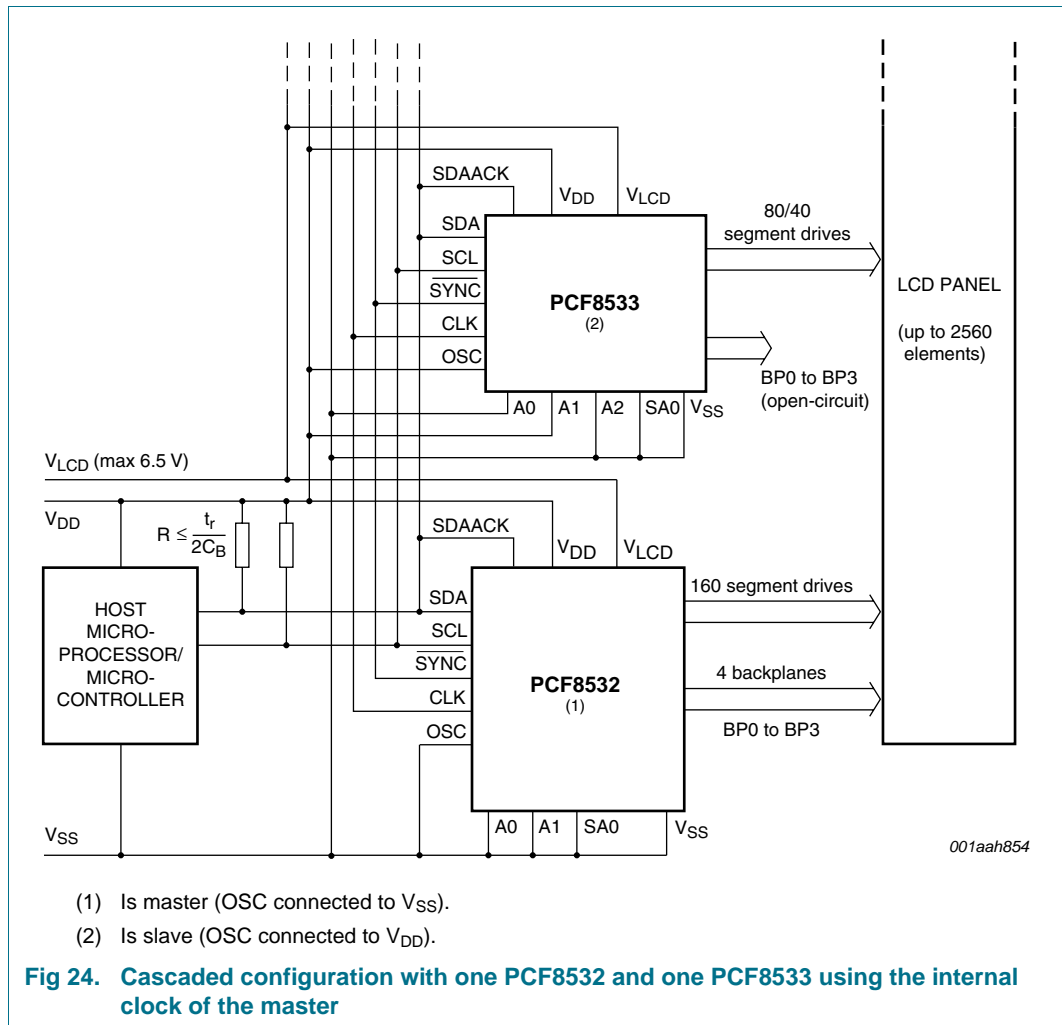 SDAACK
VDD
VLCD
SDA
SCL
SYNC
CLK
OSC
PCF8533
(2)
A0 A1 A2 SA0 VSS
80/40
segment drives
BP0 to BP3
(open-circuit)
LCD PANEL
(up to 2560
elements)
VLCD (max 6.5 V)
VDD
R ≤ tr
2CB
HOST
MICRO-
PROCESSOR/
MICRO-
CONTROLLER
SDAACK
VDD
VLCD
SDA
SCL
SYNC
CLK
OSC
PCF8532
(1)
160 segment drives
4 backplanes
BP0 to BP3
A0 A1 SA0 VSS
VSS
001aah854
(1) Is master (OSC connected to VSS).
(2) Is slave (OSC connected to VDD).
Fig 24. Cascaded configuration with one PCF8532 and one PCF8533 using the internal
clock of the master